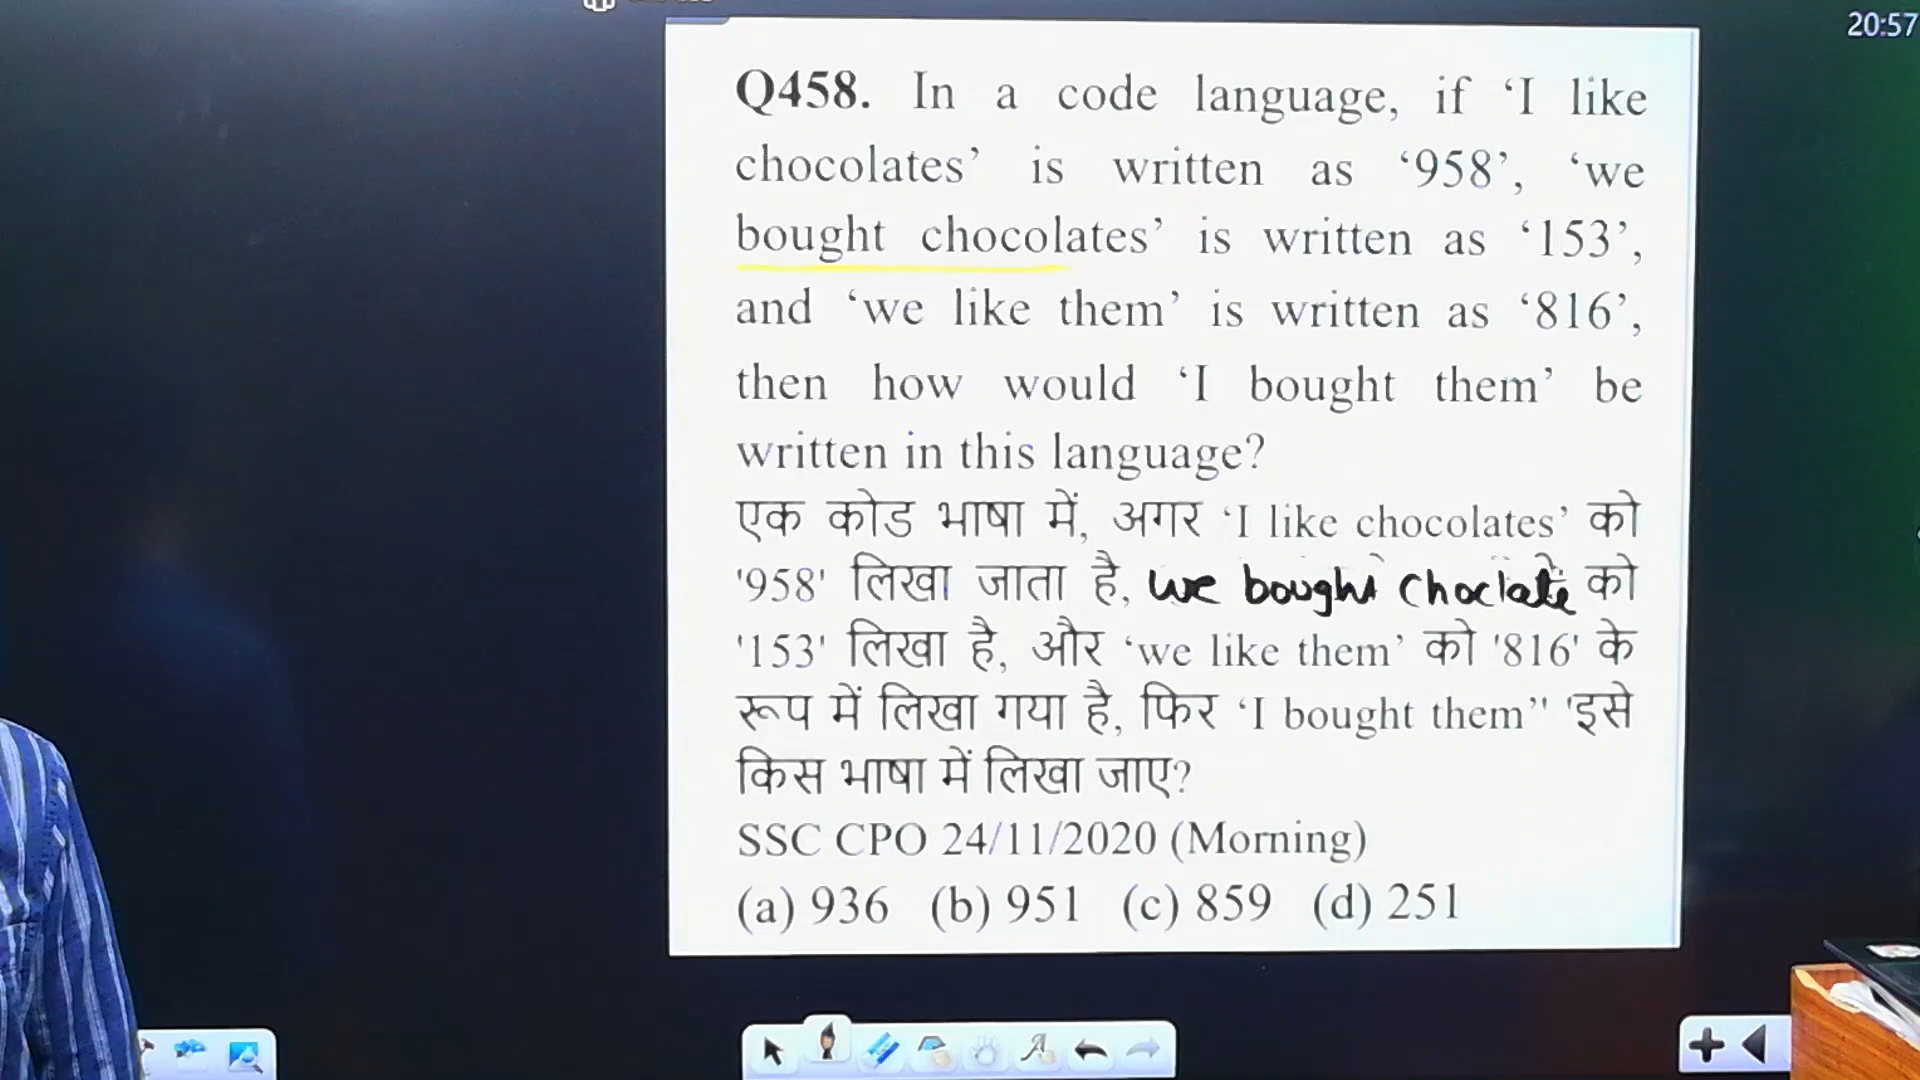 20:57
Q458. In a code language, if ‘I like
chocolates’ is written as ‘958’, ‘we
bought chocolates’ is written as ‘153’,
and ‘we like them’ is written as ‘816’,
then how would ‘I bought them’ be
written in this language?
एक कोड भाषा में, अगर ‘I like chocolates’ को
'958' लिखा जाता है, we bought choclate को
'153' लिखा है, और ‘we like them’ को '816' के
रूप में लिखा गया है, फिर ‘I bought them’' 'इसे
किस भाषा में लिखा जाए?
SSC CPO 24/11/2020 (Morning)
(a) 936 (b) 951 (c) 859 (d) 251